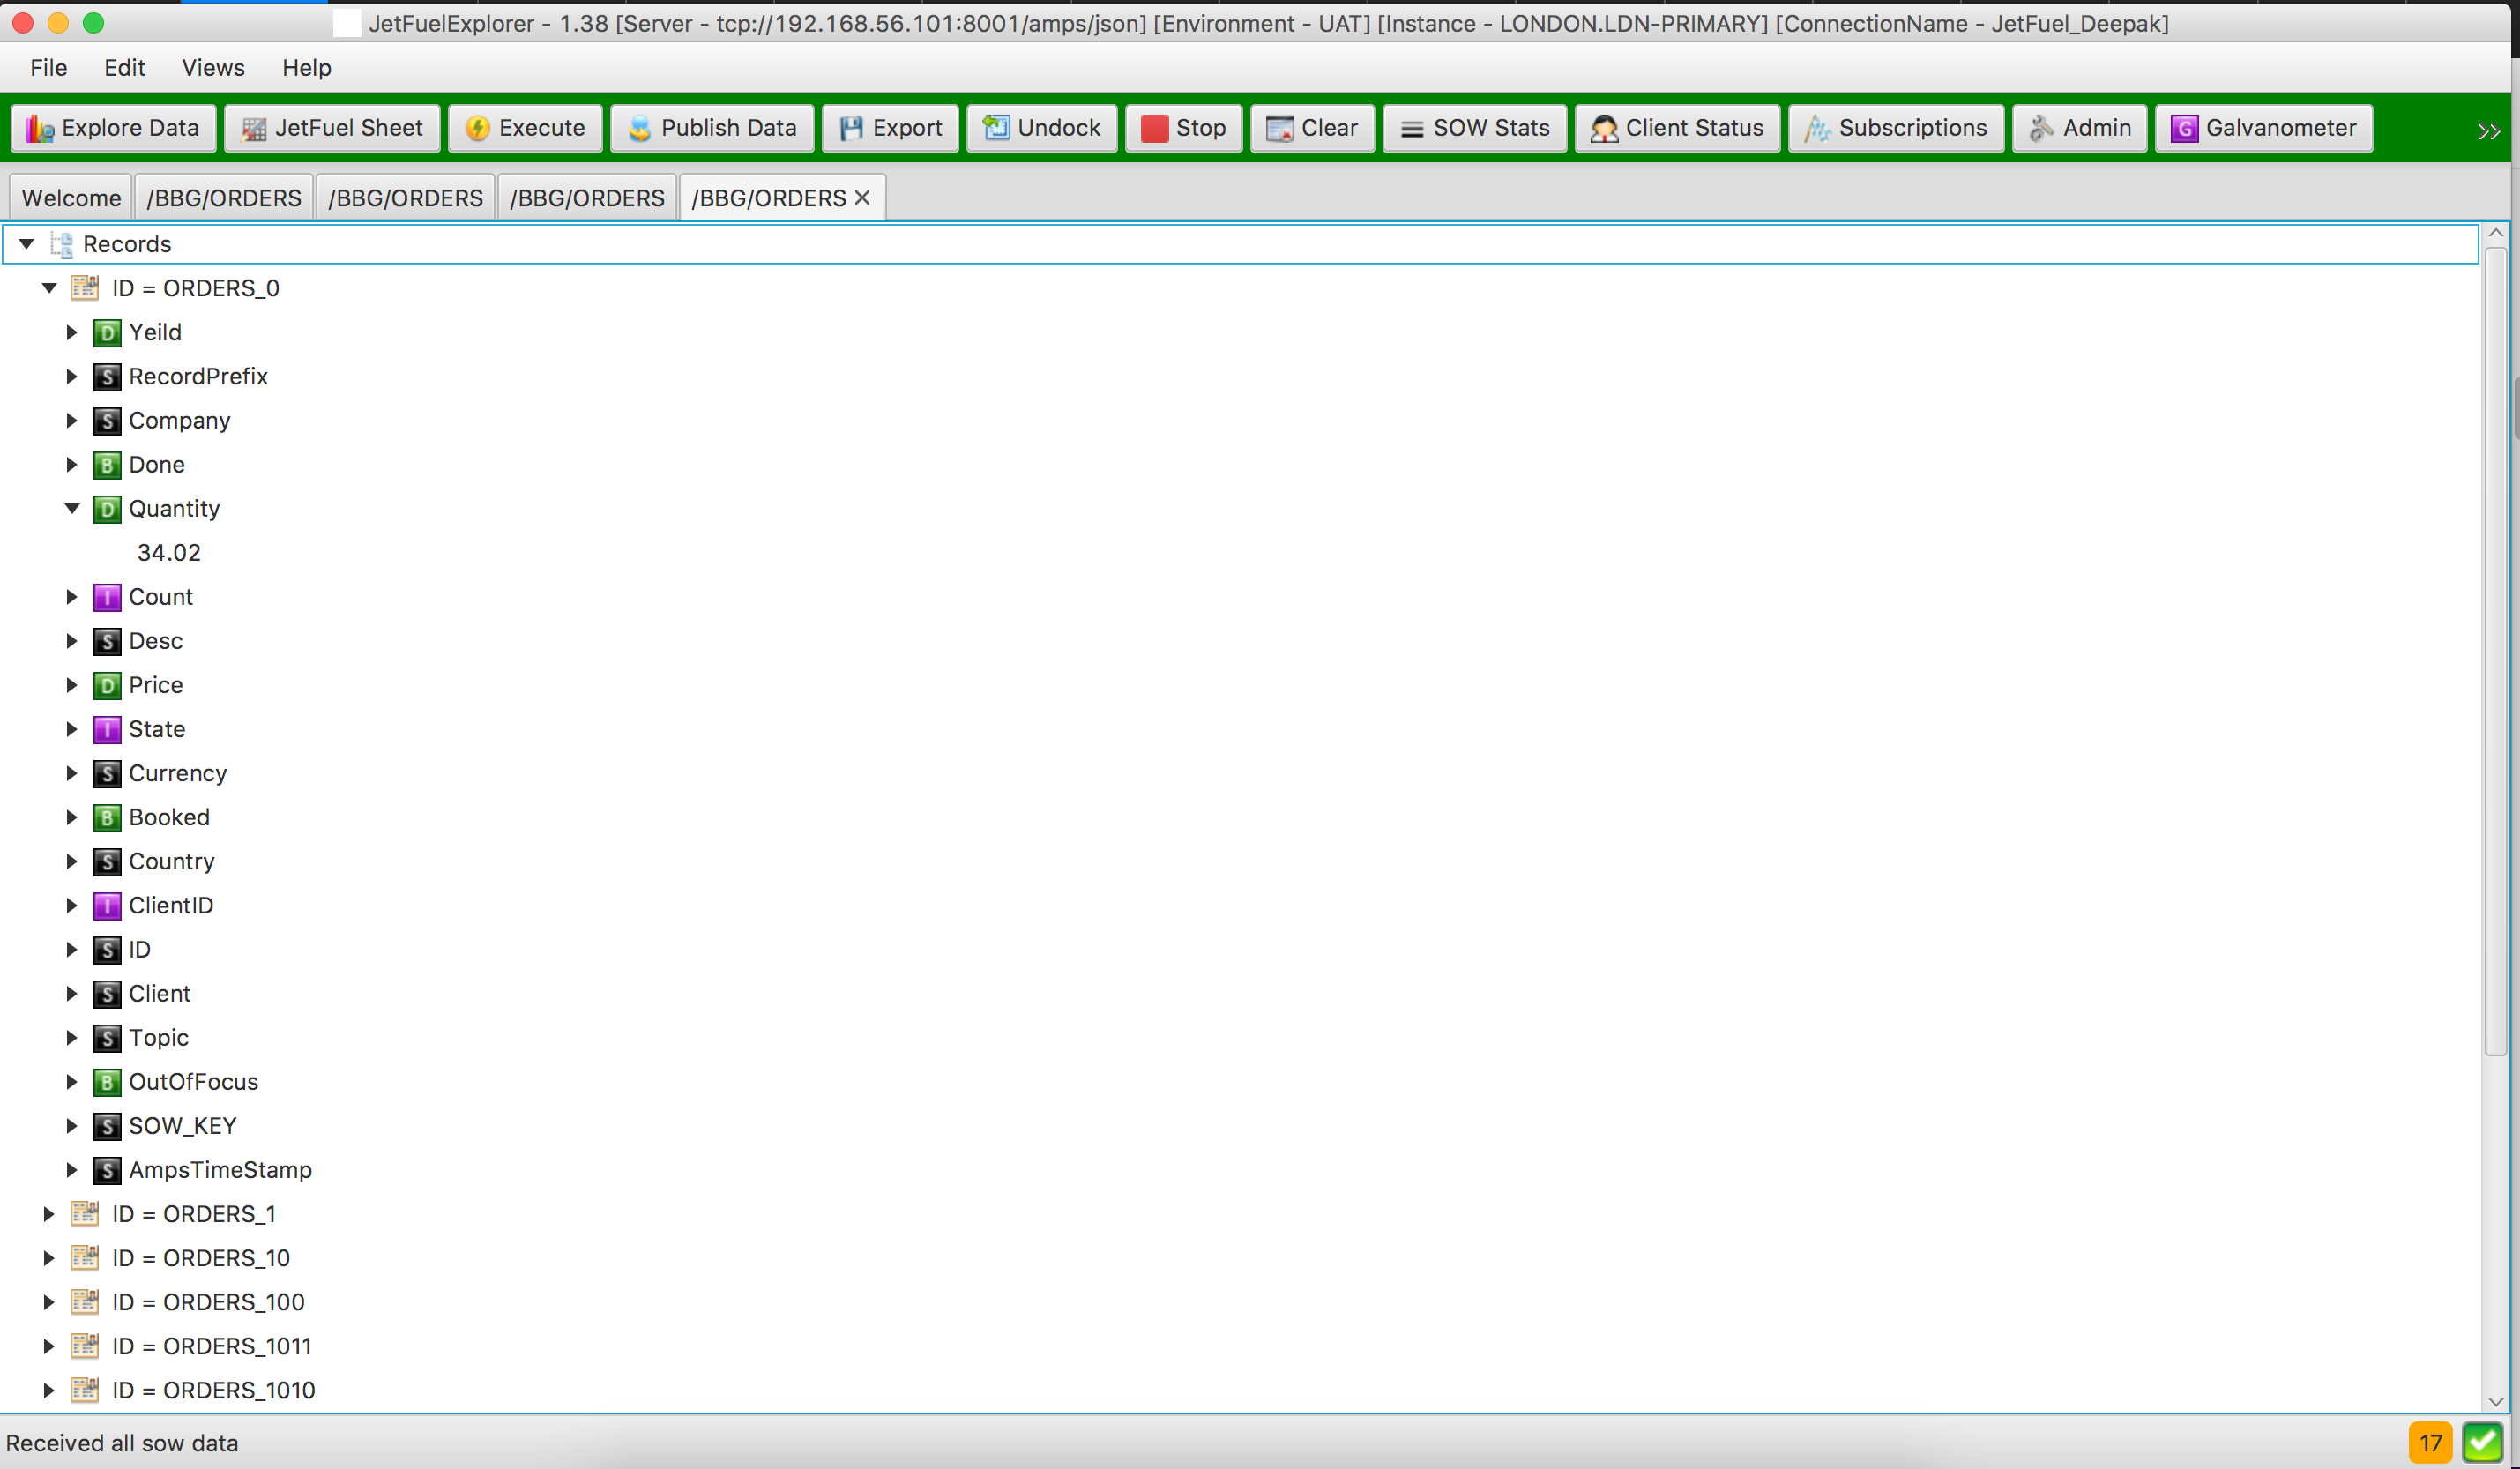 JetFuelExplorer - 1.38 [Server - tcp://192.168.56.101:8001/amps/json] [Environment - UAT] [Instance - LONDON.LDN-PRIMARY] [ConnectionName - JetFuel_Deepak]
File Edit Views Help
Explore Data JetFuel Sheet Execute Publish Data Export Undock Stop Clear SOW Stats Client Status Subscriptions Admin G Galvanometer
Welcome /BBG/ORDERS /BBG/ORDERS /BBG/ORDERS /BBG/ORDERS
Records
ID = ORDERS_0
D Yeild
S RecordPrefix
S Company
B Done
D Quantity
34.02
I Count
S Desc
D Price
I State
S Currency
B Booked
S Country
I ClientID
S ID
S Client
S Topic
B OutOfFocus
S SOW_KEY
S AmpsTimeStamp
ID = ORDERS_1
ID = ORDERS_10
ID = ORDERS_100
ID = ORDERS_1011
ID = ORDERS_1010
Received all sow data 17